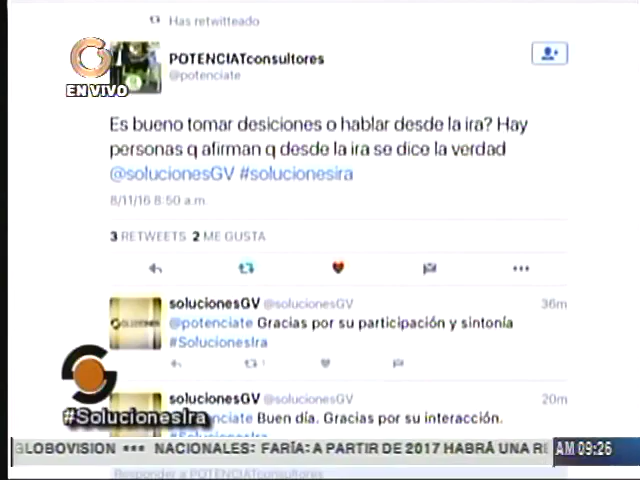 Has retwitteado
POTENCIATconsultores
@potenciate
EN VIVO
Es bueno tomar desiciones o hablar desde la ira? Hay
personas q afirman q desde la ira se dice la verdad
@solucionesGV #solucionesira
8/11/16 8:50 a.m.
3 RETWEETS 2 ME GUSTA
solucionesGV @solucionesGV 36m
@potenciate Gracias por su participación y sintonía
#SolucionesIra
solucionesGV @solucionesGV 20m
nciate Buen día. Gracias por su interacción.
#SolucionesIra
#SolucionesIra
GLOBOVISION *** NACIONALES: FARÍA: A PARTIR DE 2017 HABRÁ UNA RE AM 09:26
Responder a POTENCIATconsultores